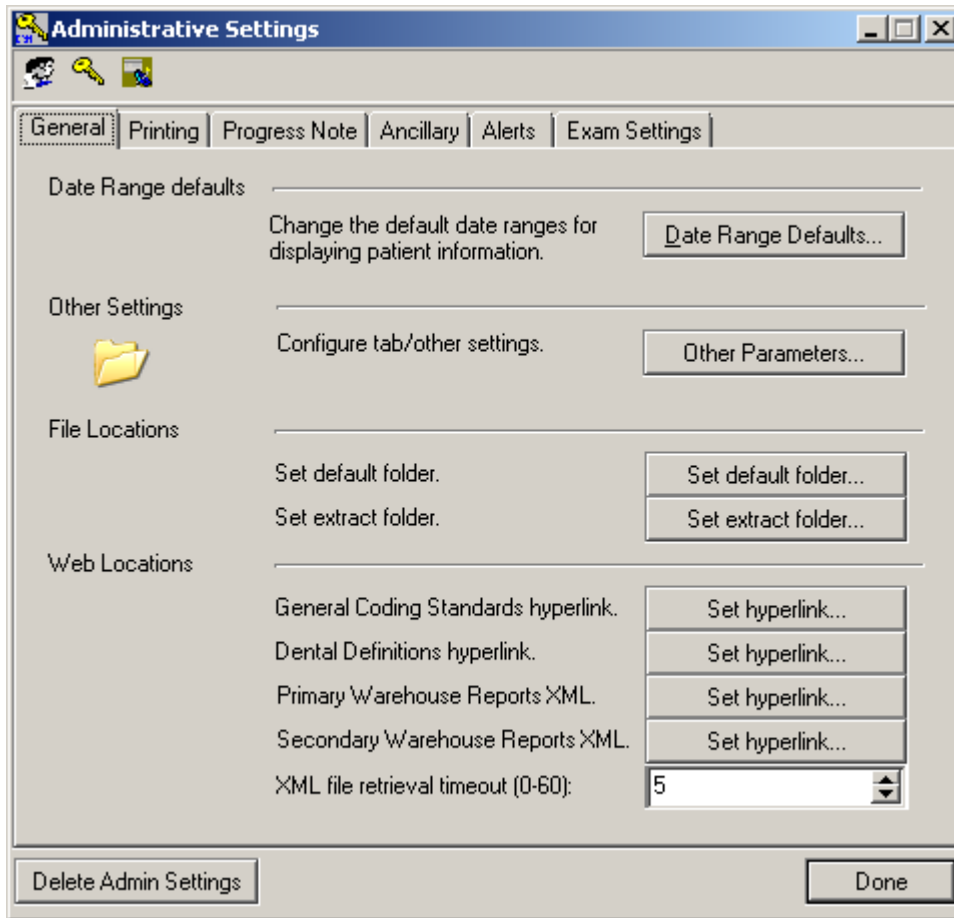 Administrative Settings
General Printing Progress Note Ancillary Alerts Exam Settings
Date Range defaults
Change the default date ranges for
displaying patient information.
Date Range Defaults...
Other Settings
Configure tab/other settings.
Other Parameters...
File Locations
Set default folder.
Set default folder...
Set extract folder.
Set extract folder...
Web Locations
General Coding Standards hyperlink.
Set hyperlink...
Dental Definitions hyperlink.
Set hyperlink...
Primary Warehouse Reports XML.
Set hyperlink...
Secondary Warehouse Reports XML.
Set hyperlink...
XML file retrieval timeout (0-60):
5
Delete Admin Settings
Done